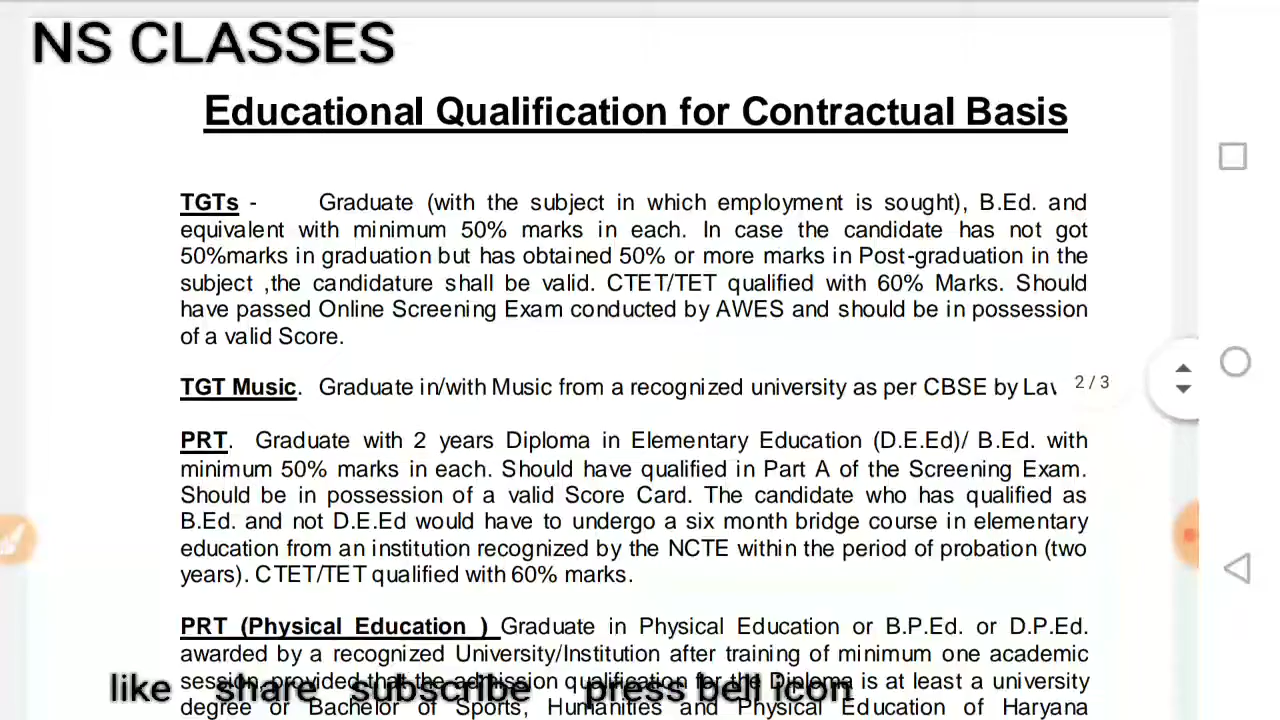 NS CLASSES
Educational Qualification for Contractual Basis
TGTs - Graduate (with the subject in which employment is sought), B.Ed. and
equivalent with minimum 50% marks in each. In case the candidate has not got
50%marks in graduation but has obtained 50% or more marks in Post-graduation in the
subject ,the candidature shall be valid. CTET/TET qualified with 60% Marks. Should
have passed Online Screening Exam conducted by AWES and should be in possession
of a valid Score.
TGT Music. Graduate in/with Music from a recognized university as per CBSE by
2/3
PRT. Graduate with 2 years Diploma in Elementary Education (D.E.Ed)/ B.Ed. with
minimum 50% marks in each. Should have qualified in Part A of the Screening Exam.
Should be in possession of a valid Score Card. The candidate who has qualified as
B.Ed. and not D.E.Ed would have to undergo a six month bridge course in elementary
education from an institution recognized by the NCTE within the period of probation (two
years). CTET/TET qualified with 60% marks.
PRT (Physical Education ) Graduate in Physical Education or B.P.Ed. or D.P.Ed.
awarded by a recognized University/Institution after training of minimum one academic
session, provided that the admission qualification for the Diploma is at least a university
like share subscribe press bell icon
degree or Bachelor of Sports, Humanities and Physical Education of Haryana